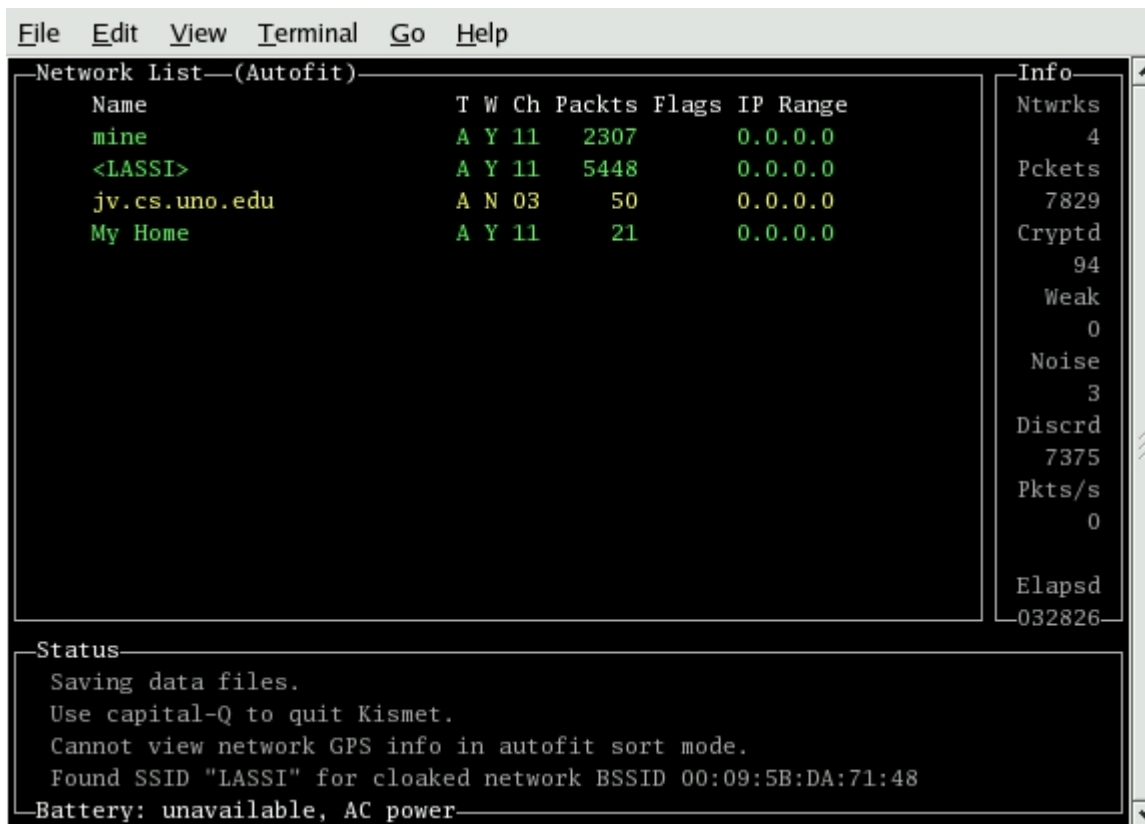 File Edit View Terminal Go Help
Network List—(Autofit)
Name T W Ch Packts Flags IP Range
mine A Y 11 2307 0.0.0.0
<LASSI> A Y 11 5448 0.0.0.0
jv.cs.uno.edu A N 03 50 0.0.0.0
My Home A Y 11 21 0.0.0.0
Info
Ntwrks
4
Pckets
7829
Cryptd
94
Weak
0
Noise
3
Discrd
7375
Pkts/s
0
Elapsd
032826
Status
Saving data files.
Use capital-Q to quit Kismet.
Cannot view network GPS info in autofit sort mode.
Found SSID "LASSI" for cloaked network BSSID 00:09:5B:DA:71:48
Battery: unavailable, AC power